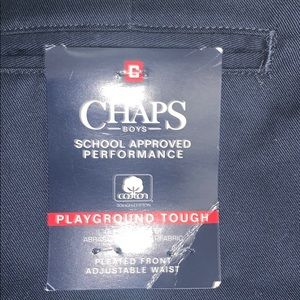 C
CHAPS
BOYS
SCHOOL APPROVED
PERFORMANCE
cotton
PLAYGROUND TOUGH
PLEATED FRONT
ADJUSTABLE WAIST